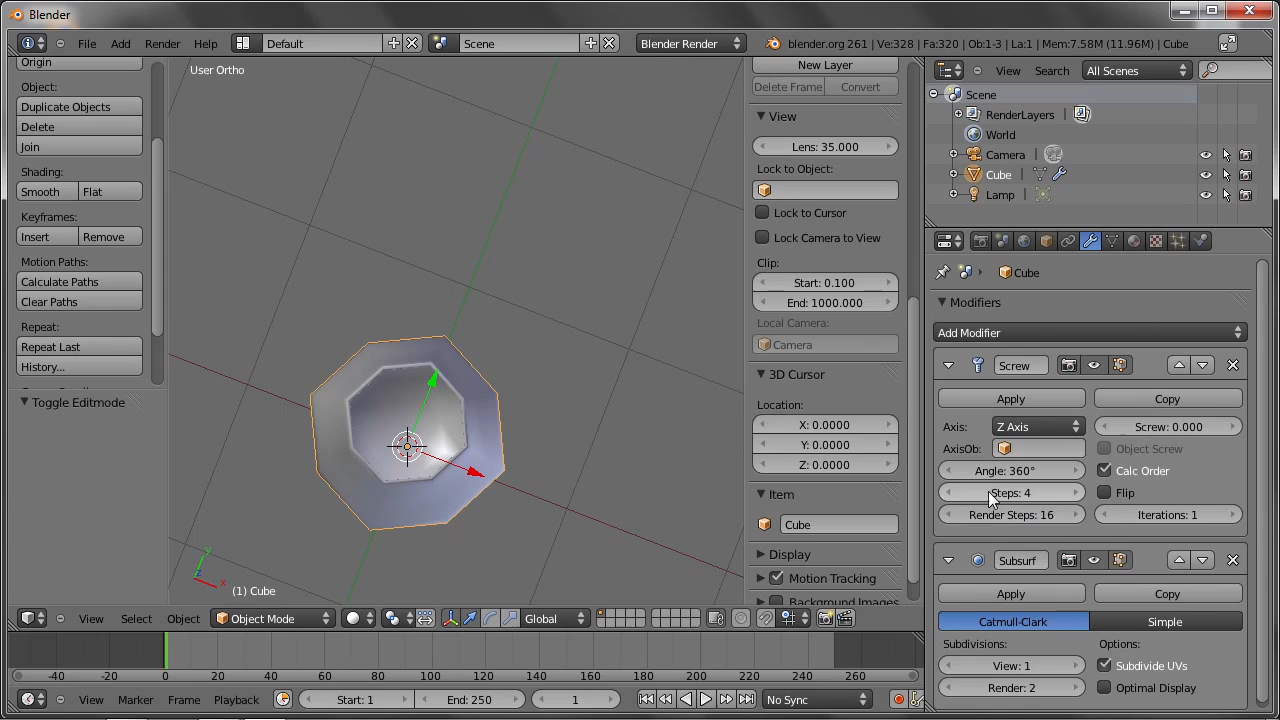 Blender
File Add Render Help Default Scene Blender Render blender.org 261 | Ve:328 | Fa:320 | Ob:1-3 | La:1 | Mem:7.58M (11.96M) | Cube
Origin
Object:
Duplicate Objects
Delete
Join
Shading:
Smooth Flat
Keyframes:
Insert Remove
Motion Paths:
Calculate Paths
Clear Paths
Repeat:
Repeat Last
History...
Toggle Editmode
User Ortho
(1) Cube
New Layer
Delete Frame Convert
View
Lens: 35.000
Lock to Object:
Lock to Cursor
Lock Camera to View
Clip:
Start: 0.100
End: 1000.000
Local Camera:
Camera
3D Cursor
Location:
X: 0.0000
Y: 0.0000
Z: 0.0000
Item
Cube
Display
Motion Tracking
Background Images
View Search All Scenes
Scene
RenderLayers
World
Camera
Cube
Lamp
Cube
Modifiers
Add Modifier
Screw
Apply Copy
Axis: Z Axis Screw: 0.000
AxisOb: Object Screw
Angle: 360° Calc Order
Steps: 4 Flip
Render Steps: 16 Iterations: 1
Subsurf
Apply Copy
Catmull-Clark Simple
Subdivisions: Options:
View: 1 Subdivide UVs
Render: 2 Optimal Display
View Select Object Object Mode Global
-40 -20 0 20 40 60 80 100 120 140 160 180 200 220 240 260
View Marker Frame Playback Start: 1 End: 250 1 No Sync
x
y
z